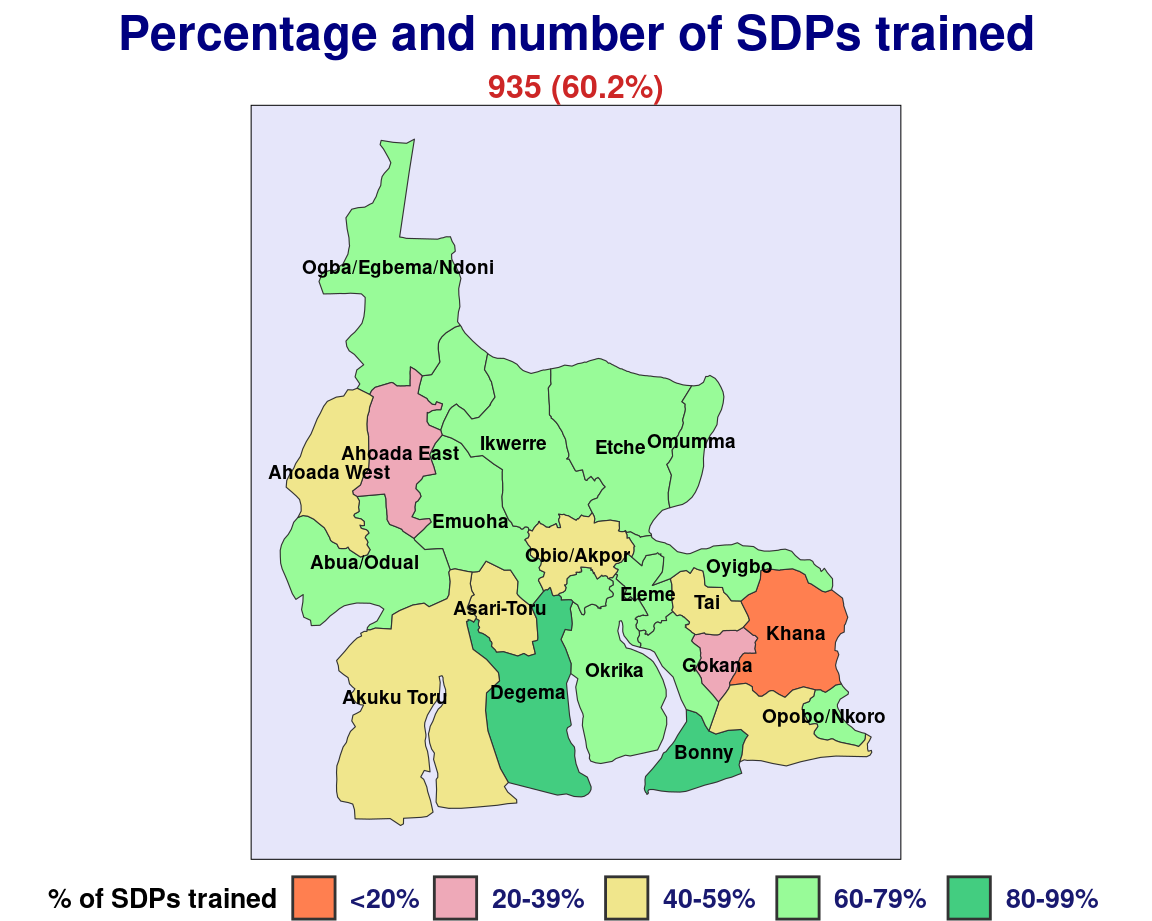 Percentage and number of SDPs trained
935 (60.2%)
Ogba/Egbema/Ndoni
Ikwerre
Etche
Omumma
Ahoada East
Ahoada West
Emuoha
Obio/Akpor
Abua/Odual
Oyigbo
Eleme
Tai
Asari-Toru
Khana
Gokana
Okrika
Degema
Akuku Toru
Opobo/Nkoro
Bonny
% of SDPs trained <20% 20-39% 40-59% 60-79% 80-99%